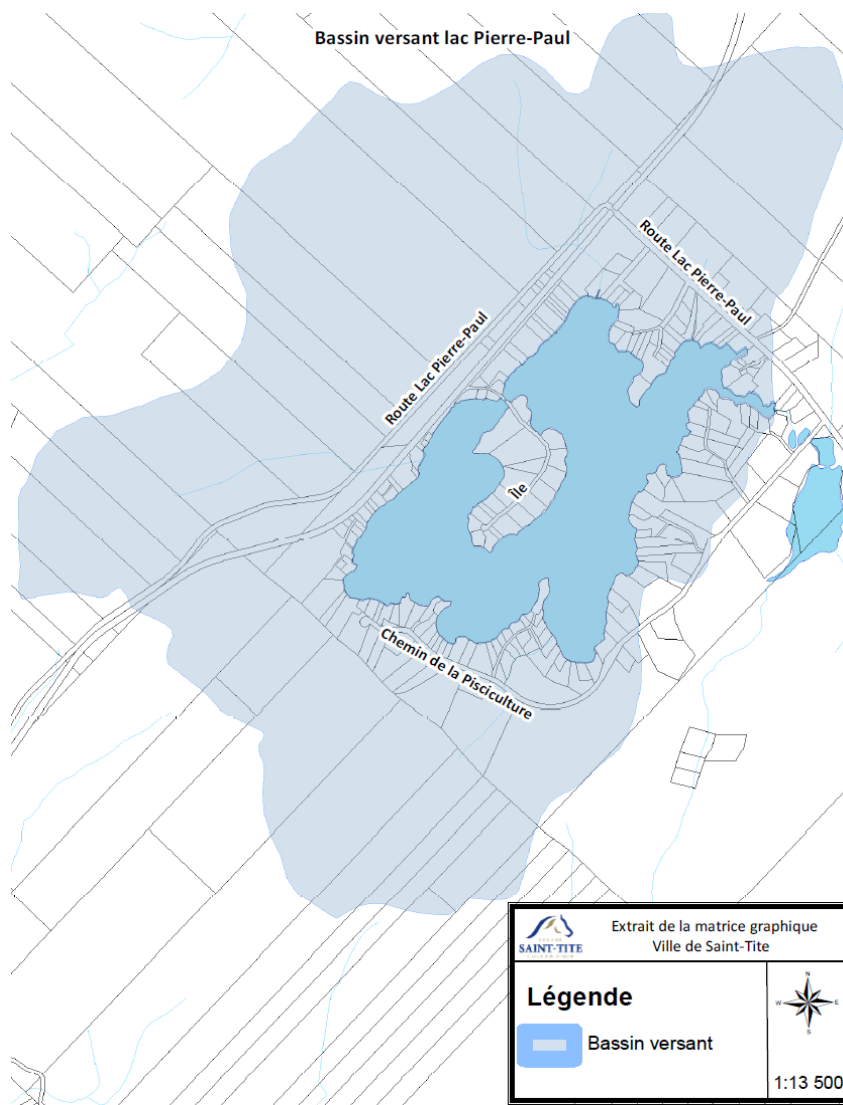 Bassin versant lac Pierre-Paul
Route Lac Pierre-Paul
Route Lac Pierre-Paul
Île
Chemin de la Pisciculture
SAINT-TITE
Extrait de la matrice graphique
Ville de Saint-Tite
Légende
Bassin versant
N
W E
S
1:13 500